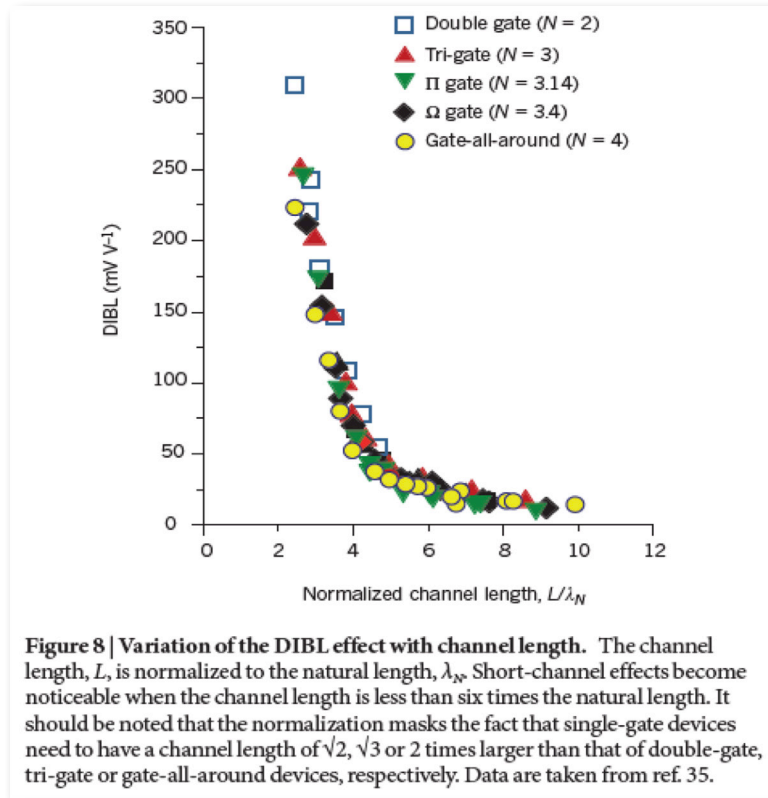 350
300
250
200
150
100
50
0
DIBL (mV V⁻¹)
Double gate (N = 2)
Tri-gate (N = 3)
Π gate (N = 3.14)
Ω gate (N = 3.4)
Gate-all-around (N = 4)
0 2 4 6 8 10 12
Normalized channel length, L/λN
Figure 8 | Variation of the DIBL effect with channel length. The channel
length, L, is normalized to the natural length, λN. Short-channel effects become
noticeable when the channel length is less than six times the natural length. It
should be noted that the normalization masks the fact that single-gate devices
need to have a channel length of √2, √3 or 2 times larger than that of double-gate,
tri-gate or gate-all-around devices, respectively. Data are taken from ref. 35.